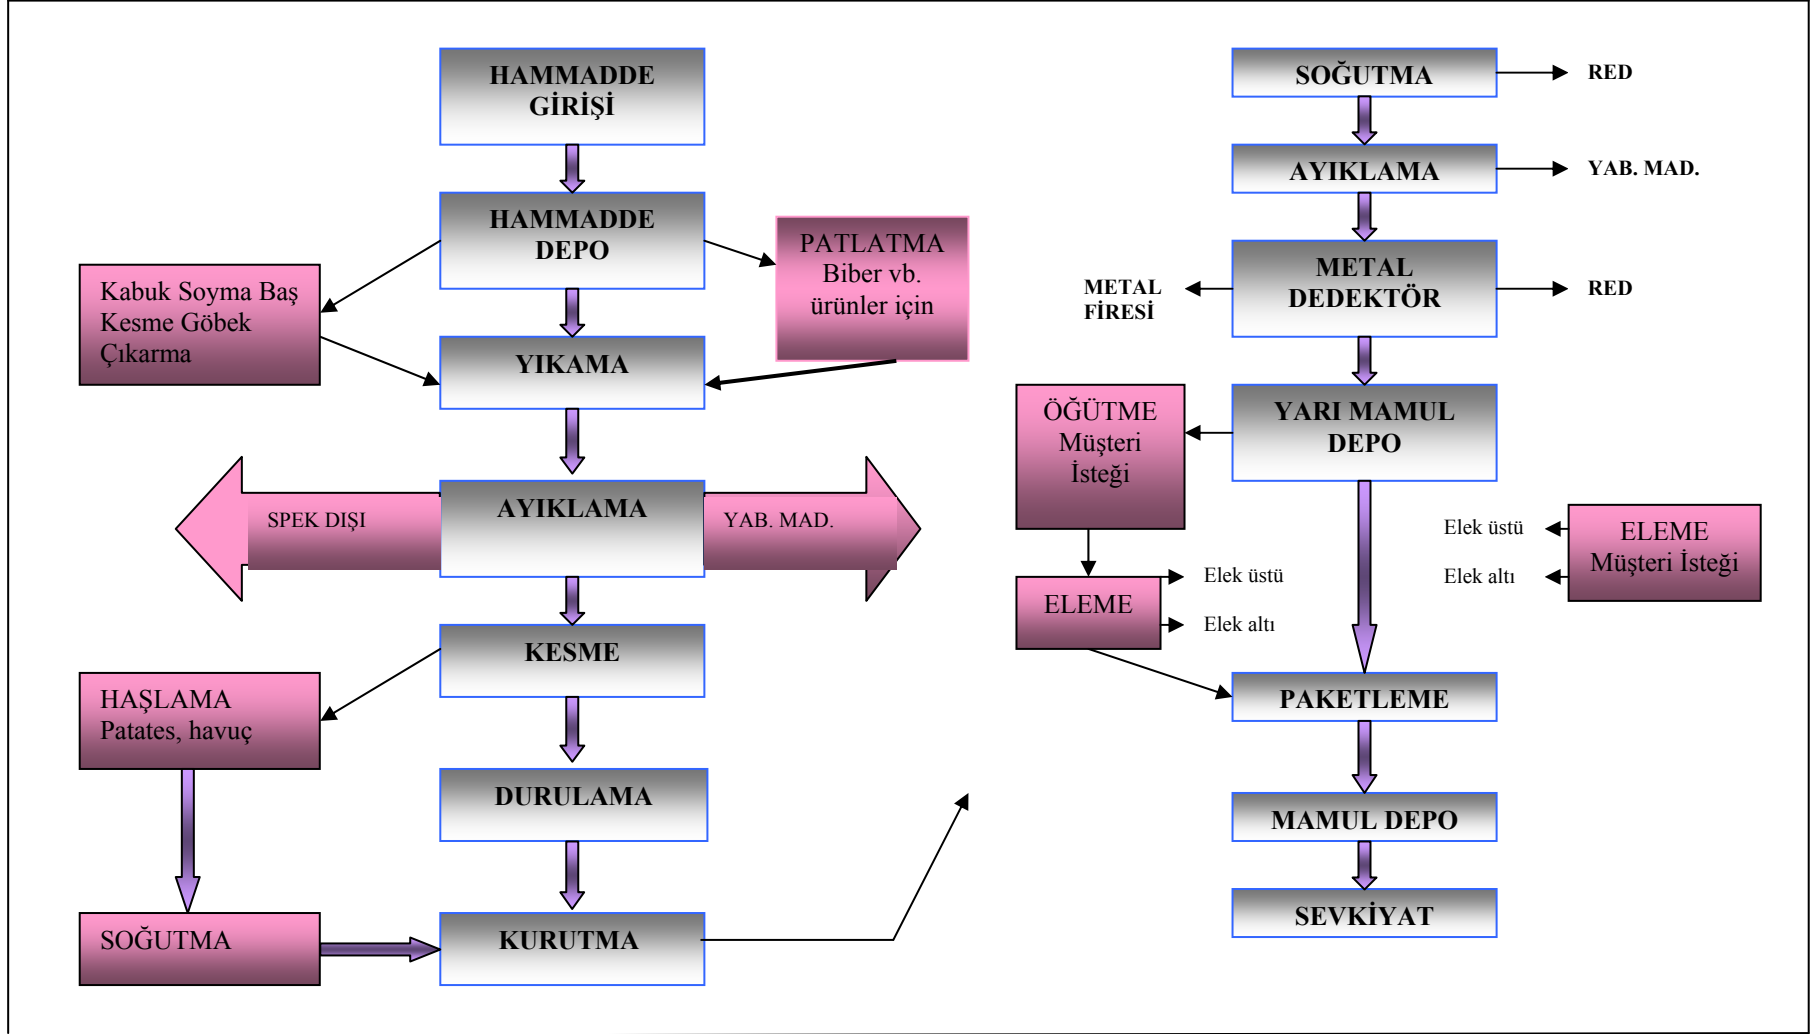 HAMMADDE
GİRİŞİ
HAMMADDE
DEPO
PATLATMA
Biber vb.
ürünler için
Kabuk Soyma Baş
Kesme Göbek
Çıkarma
YIKAMA
SPEK DIŞI
AYIKLAMA
YAB. MAD.
KESME
HAŞLAMA
Patates, havuç
DURULAMA
SOĞUTMA
KURUTMA
SOĞUTMA
RED
AYIKLAMA
YAB. MAD.
METAL
DEDEKTÖR
METAL
FİRESİ
RED
YARI MAMUL
DEPO
ÖĞÜTME
Müşteri
İsteği
ELEME
Elek üstü
Elek altı
Elek üstü
Elek altı
ELEME
Müşteri İsteği
PAKETLEME
MAMUL DEPO
SEVKİYAT